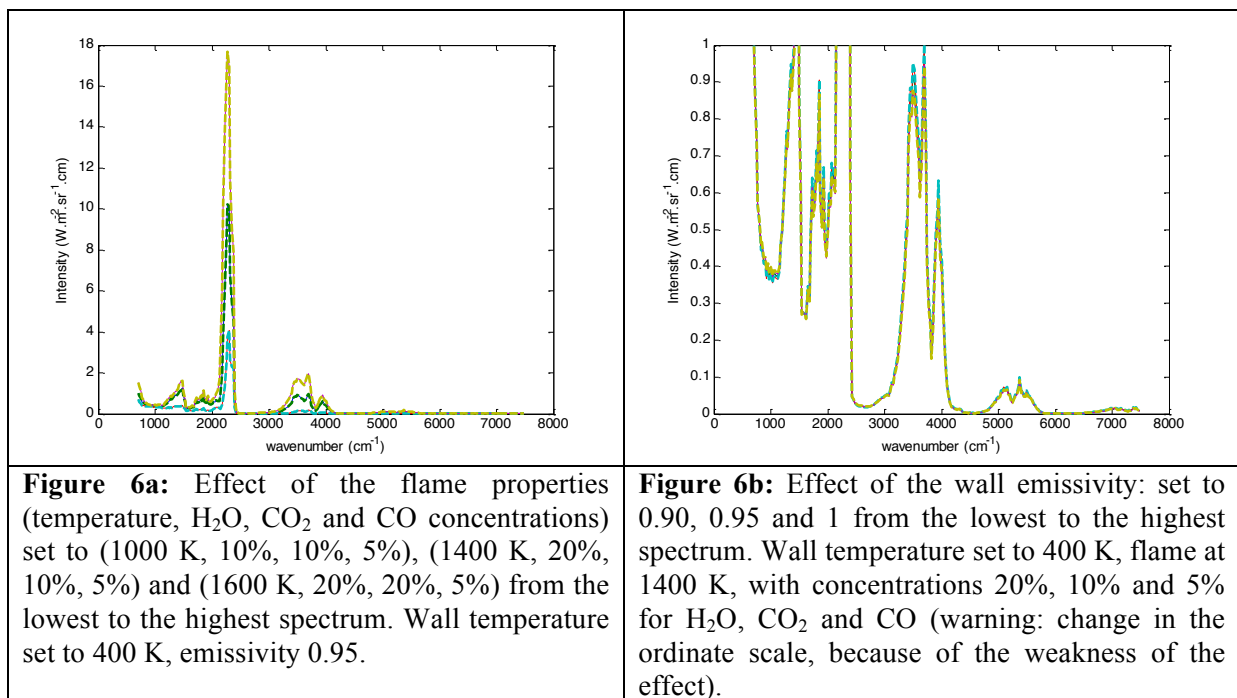 18
16
14
12
10
8
6
4
2
0
0 1000 2000 3000 4000 5000 6000 7000 8000
Intensity (W.m².sr⁻¹.cm)
wavenumber (cm⁻¹)
1
0.9
0.8
0.7
0.6
0.5
0.4
0.3
0.2
0.1
0
0 1000 2000 3000 4000 5000 6000 7000 8000
Intensity (W.m².sr⁻¹.cm)
wavenumber (cm⁻¹)
Figure 6a: Effect of the flame properties
(temperature, H₂O, CO₂ and CO concentrations)
set to (1000 K, 10%, 10%, 5%), (1400 K, 20%,
10%, 5%) and (1600 K, 20%, 20%, 5%) from the
lowest to the highest spectrum. Wall temperature
set to 400 K, emissivity 0.95.
Figure 6b: Effect of the wall emissivity: set to
0.90, 0.95 and 1 from the lowest to the highest
spectrum. Wall temperature set to 400 K, flame at
1400 K, with concentrations 20%, 10% and 5%
for H₂O, CO₂ and CO (warning: change in the
ordinate scale, because of the weakness of the
effect).